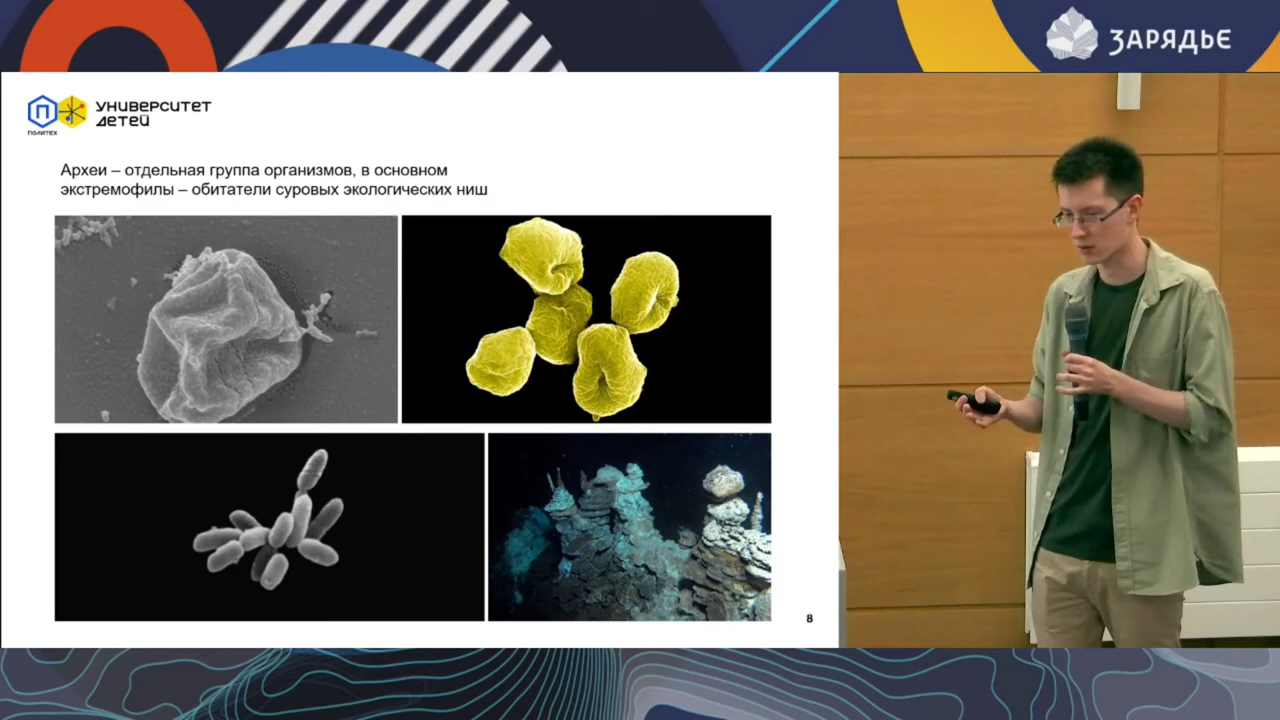 ЗАРЯДЬЕ
ПОЛИТЕХ
УНИВЕРСИТЕТ
ДЕТЕЙ
Археи – отдельная группа организмов, в основном
экстремофилы – обитатели суровых экологических ниш
8